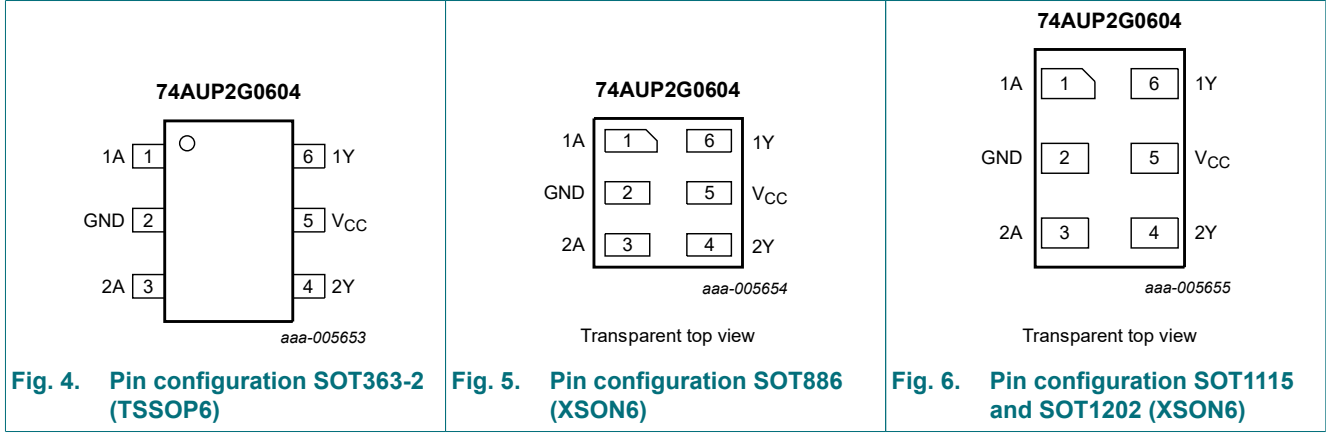 74AUP2G0604
1A 1 6 1Y
GND 2 5 VCC
2A 3 4 2Y
aaa-005653
Fig. 4. Pin configuration SOT363-2
(TSSOP6)
74AUP2G0604
1A 1 6 1Y
GND 2 5 VCC
2A 3 4 2Y
aaa-005654
Transparent top view
Fig. 5. Pin configuration SOT886
(XSON6)
74AUP2G0604
1A 1 6 1Y
GND 2 5 VCC
2A 3 4 2Y
aaa-005655
Transparent top view
Fig. 6. Pin configuration SOT1115
and SOT1202 (XSON6)